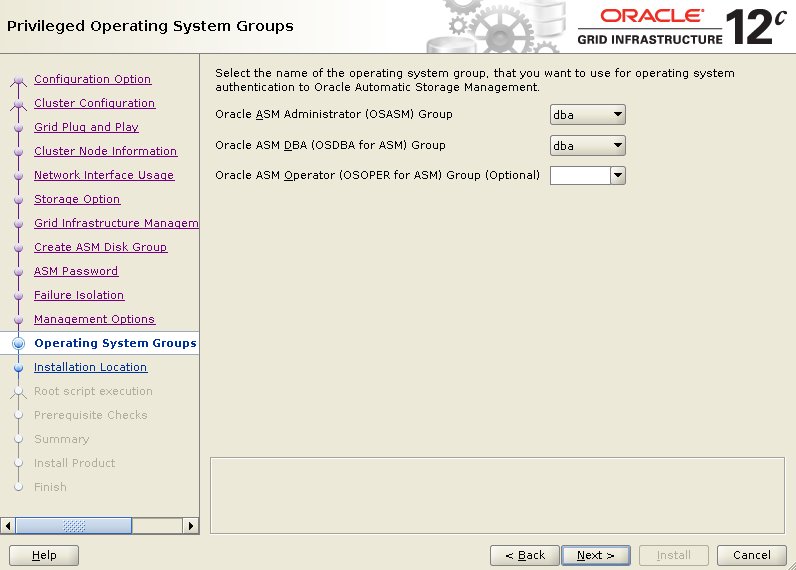 Privileged Operating System Groups
ORACLE®
GRID INFRASTRUCTURE 12c
Configuration Option
Cluster Configuration
Grid Plug and Play
Cluster Node Information
Network Interface Usage
Storage Option
Grid Infrastructure Managem
Create ASM Disk Group
ASM Password
Failure Isolation
Management Options
Operating System Groups
Installation Location
Root script execution
Prerequisite Checks
Summary
Install Product
Finish
Select the name of the operating system group, that you want to use for operating system
authentication to Oracle Automatic Storage Management.
Oracle ASM Administrator (OSASM) Group dba
Oracle ASM DBA (OSDBA for ASM) Group dba
Oracle ASM Operator (OSOPER for ASM) Group (Optional)
Help < Back Next > Install Cancel